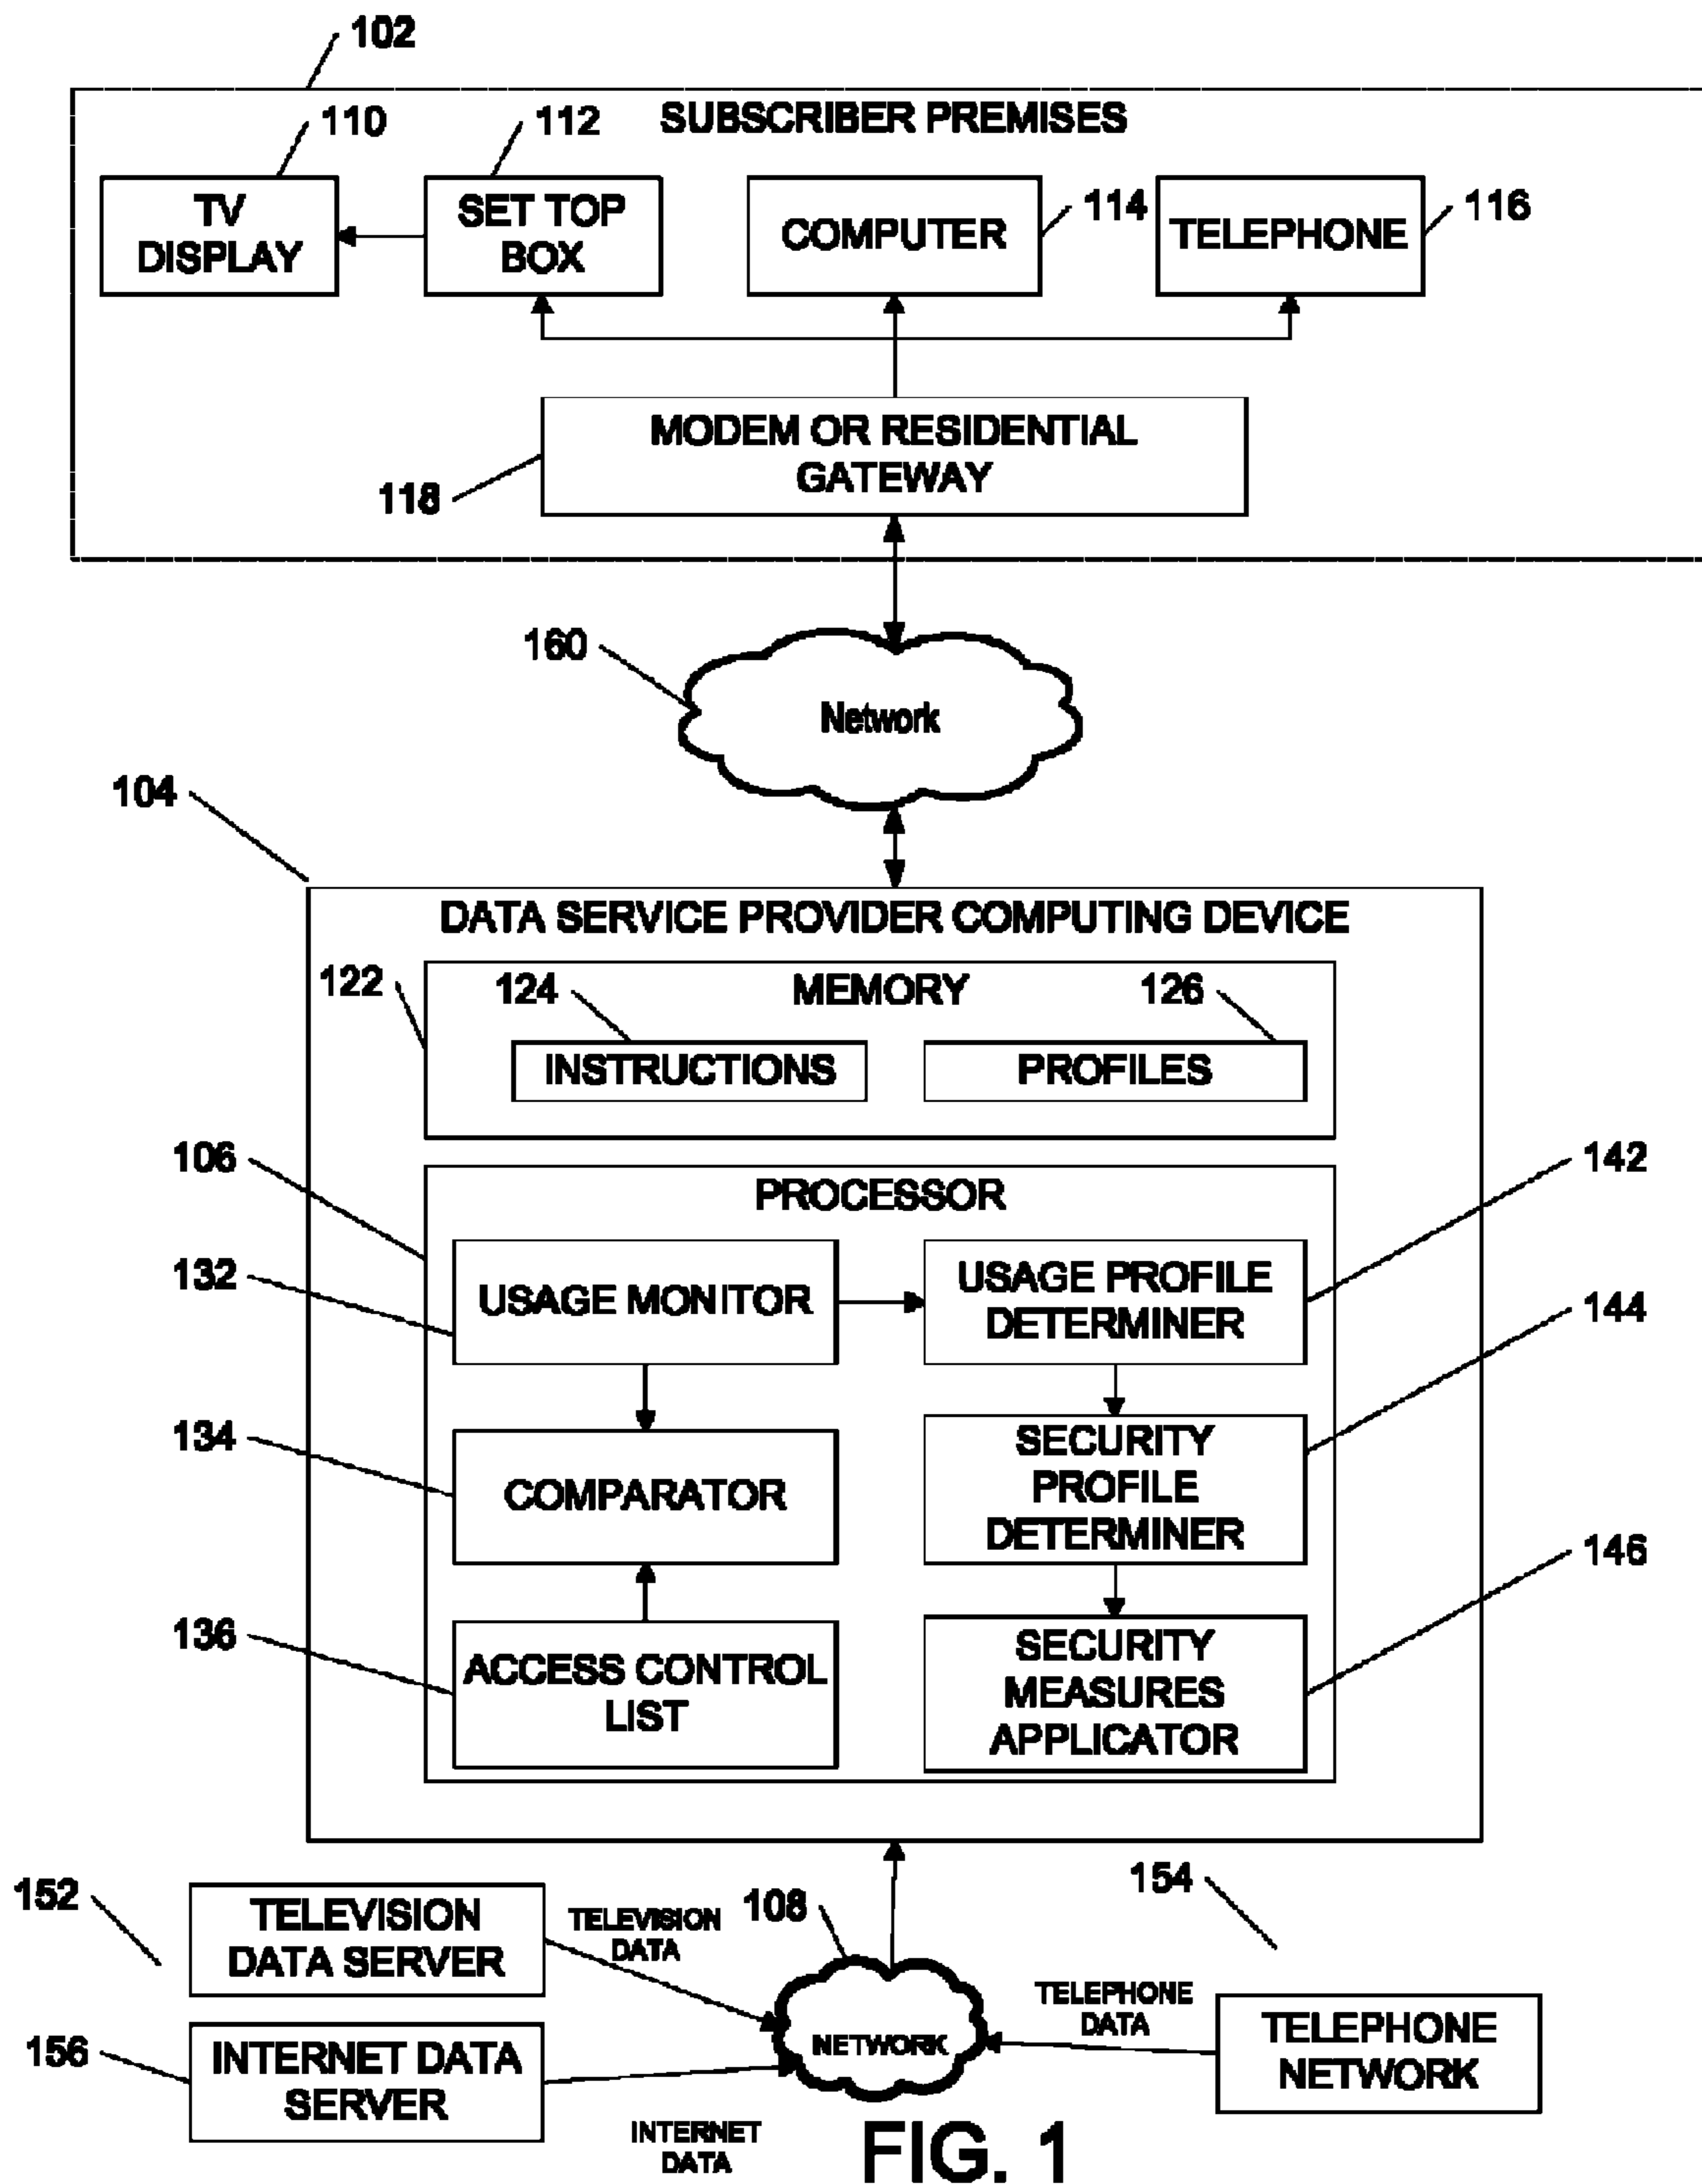 102
SUBSCRIBER PREMISES
110
112
TV
DISPLAY
SET TOP
BOX
COMPUTER
114
TELEPHONE
116
MODEM OR RESIDENTIAL
GATEWAY
118
160
Network
104
DATA SERVICE PROVIDER COMPUTING DEVICE
122
124
MEMORY
126
INSTRUCTIONS
PROFILES
106
142
PROCESSOR
132
USAGE MONITOR
USAGE PROFILE
DETERMINER
144
134
COMPARATOR
SECURITY
PROFILE
DETERMINER
146
136
ACCESS CONTROL
LIST
SECURITY
MEASURES
APPLICATOR
152
TELEVISION
DATA SERVER
TELEVISION
DATA
108
154
156
INTERNET DATA
SERVER
NETWORK
TELEPHONE
DATA
TELEPHONE
NETWORK
INTERNET
DATA
FIG. 1